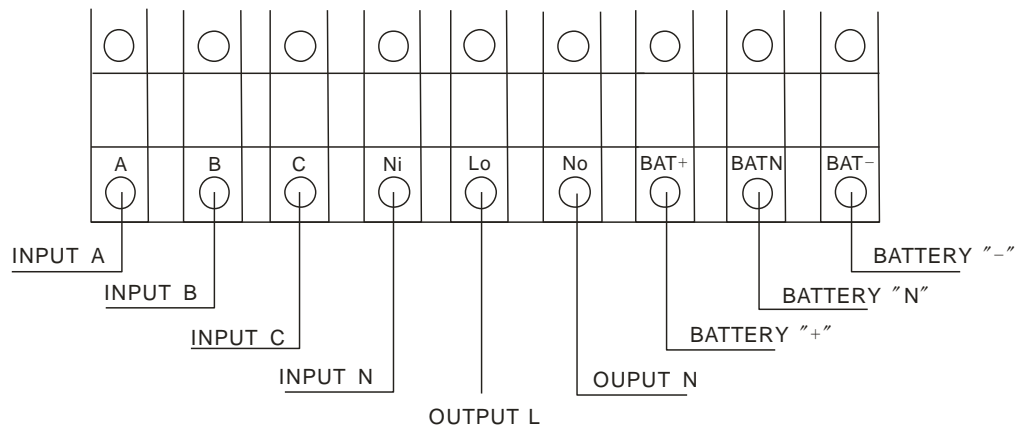 A B C Ni Lo No BAT+ BATN BAT-
INPUT A
BATTERY "-"
INPUT B
BATTERY "N"
INPUT C
BATTERY "+"
INPUT N
OUPUT N
OUTPUT L